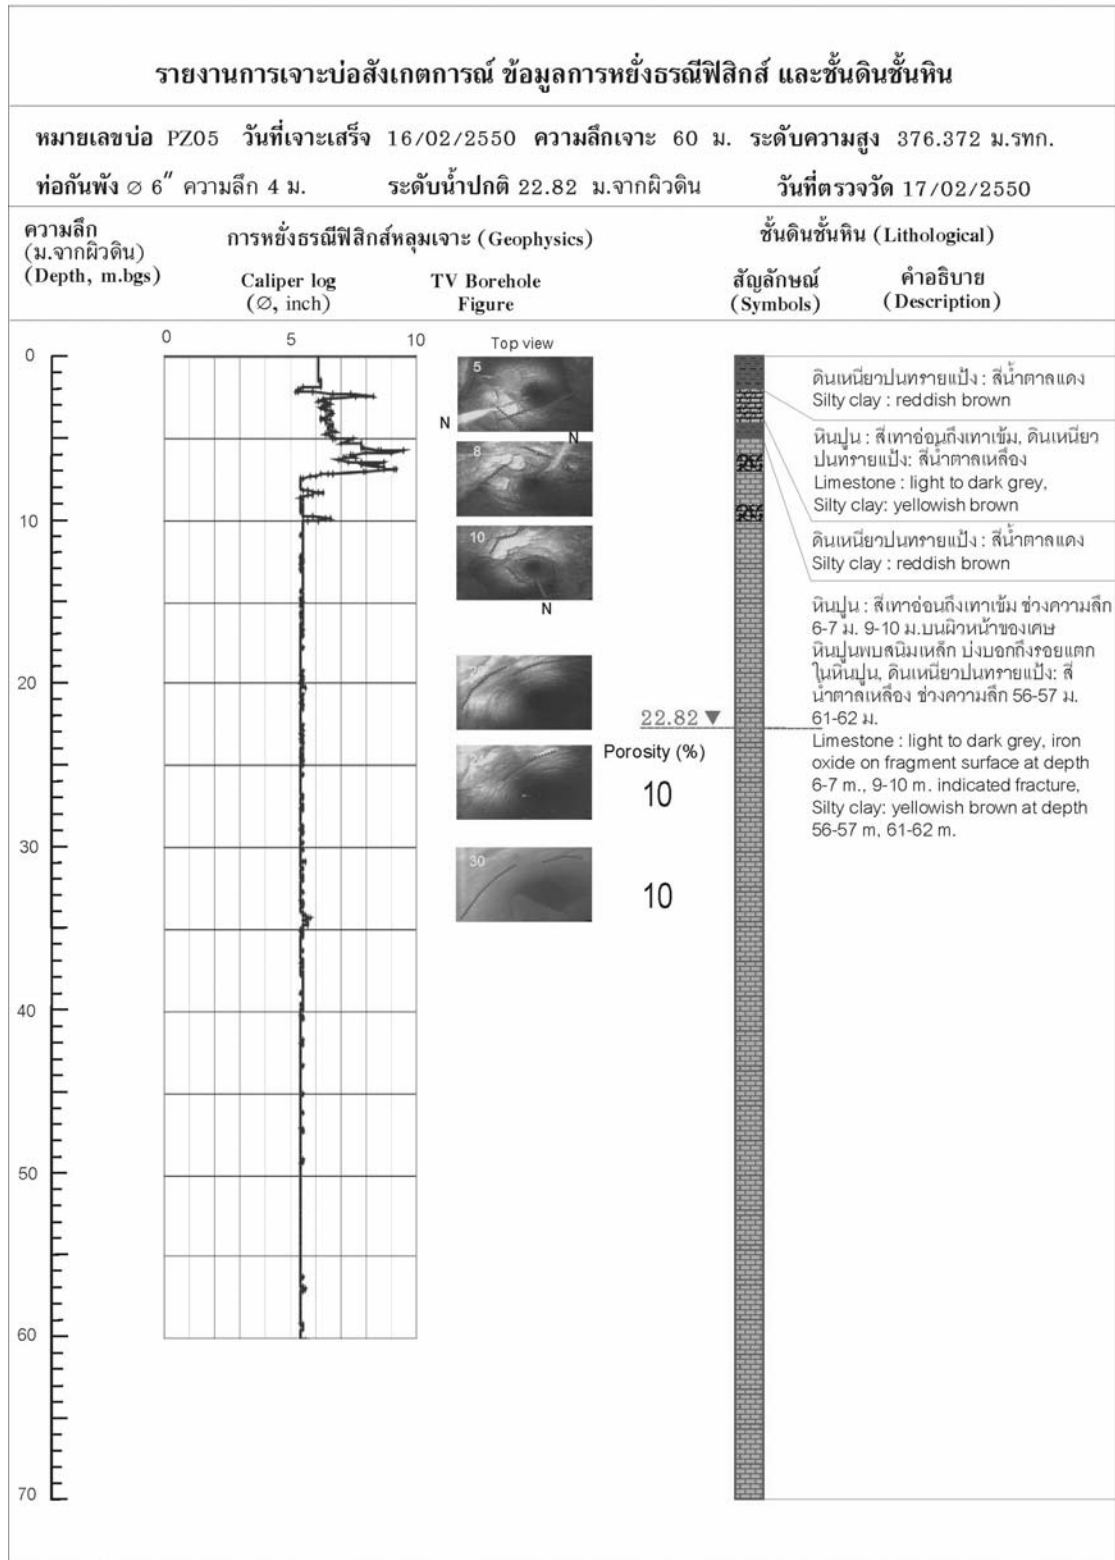 รายงานการเจาะบ่อสังเกตการณ์ ข้อมูลการหยั่งธรณีฟิสิกส์ และชั้นดินชั้นหิน
หมายเลขบ่อ PZ05 วันที่เจาะเสร็จ 16/02/2550 ความลึกเจาะ 60 ม. ระดับความสูง 376.372 ม.รทก.
ท่อกันพัง ∅ 6" ความลึก 4 ม. ระดับน้ำปกติ 22.82 ม.จากผิวดิน วันที่ตรวจวัด 17/02/2550
ความลึก
(ม.จากผิวดิน)
(Depth, m.bgs)
การหยั่งธรณีฟิสิกส์หลุมเจาะ (Geophysics)
Caliper log
(∅, inch)
TV Borehole
Figure
ชั้นดินชั้นหิน (Lithological)
สัญลักษณ์
(Symbols)
คำอธิบาย
(Description)
0 5 10
Top view
0
10
20
30
40
50
60
70
5
N
N
8
10
N
30
22.82
Porosity (%)
10
10
ดินเหนียวปนทรายแป้ง : สีน้ำตาลแดง
Silty clay : reddish brown
หินปูน : สีเทาอ่อนถึงเทาเข้ม, ดินเหนียว
ปนทรายแป้ง: สีน้ำตาลเหลือง
Limestone : light to dark grey,
Silty clay: yellowish brown
ดินเหนียวปนทรายแป้ง : สีน้ำตาลแดง
Silty clay : reddish brown
หินปูน : สีเทาอ่อนถึงเทาเข้ม ช่วงความลึก
6-7 ม. 9-10 ม.บนผิวหน้าของเศษ
หินปูนพบสนิมเหล็ก บ่งบอกถึงรอยแตก
ในหินปูน, ดินเหนียวปนทรายแป้ง: สี
น้ำตาลเหลือง ช่วงความลึก 56-57 ม.
61-62 ม.
Limestone : light to dark grey, iron
oxide on fragment surface at depth
6-7 m., 9-10 m. indicated fracture,
Silty clay: yellowish brown at depth
56-57 m, 61-62 m.